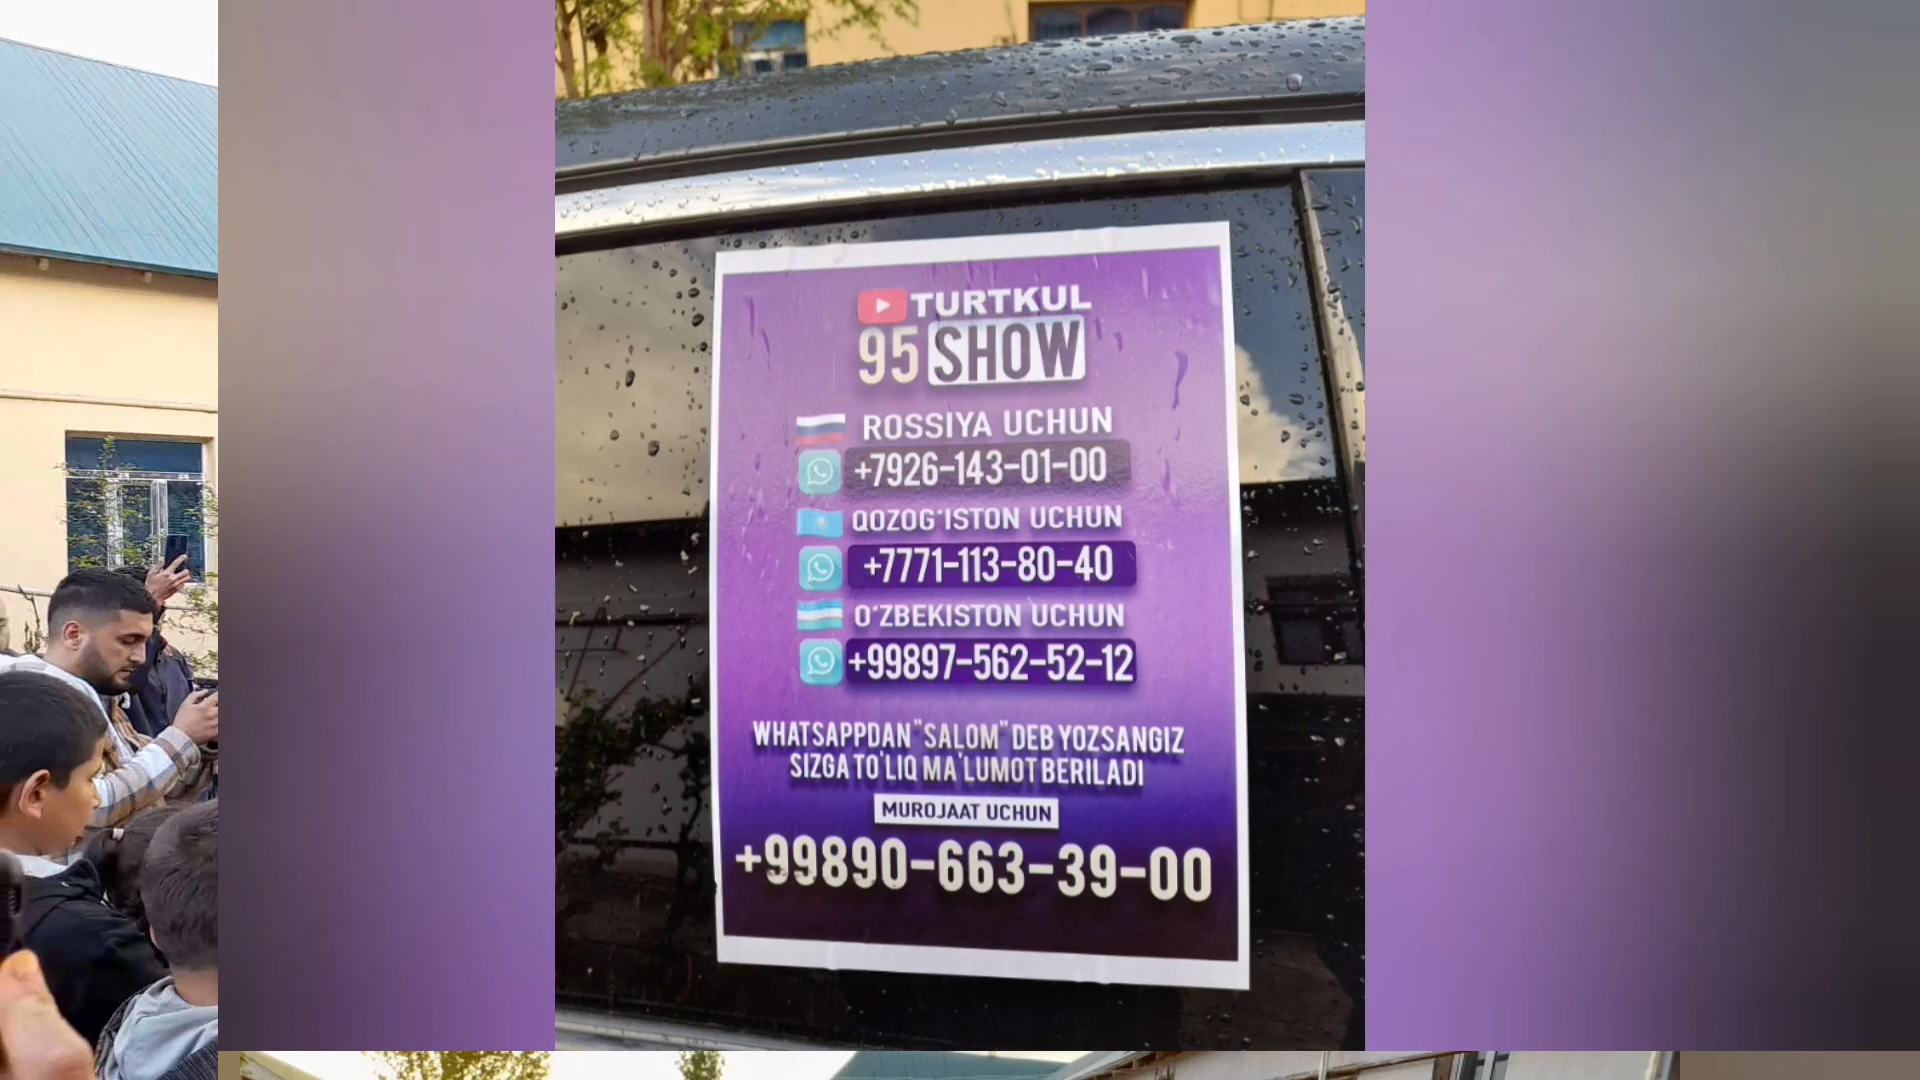 TURTKUL
95 SHOW
ROSSIYA UCHUN
+7926-143-01-00
QOZOG'ISTON UCHUN
+7771-113-80-40
O'ZBEKISTON UCHUN
+99897-562-52-12
WHATSAPPDAN "SALOM" DEB YOZSANGIZ
SIZGA TO'LIQ MA'LUMOT BERILADI
MUROJAAT UCHUN
+99890-663-39-00